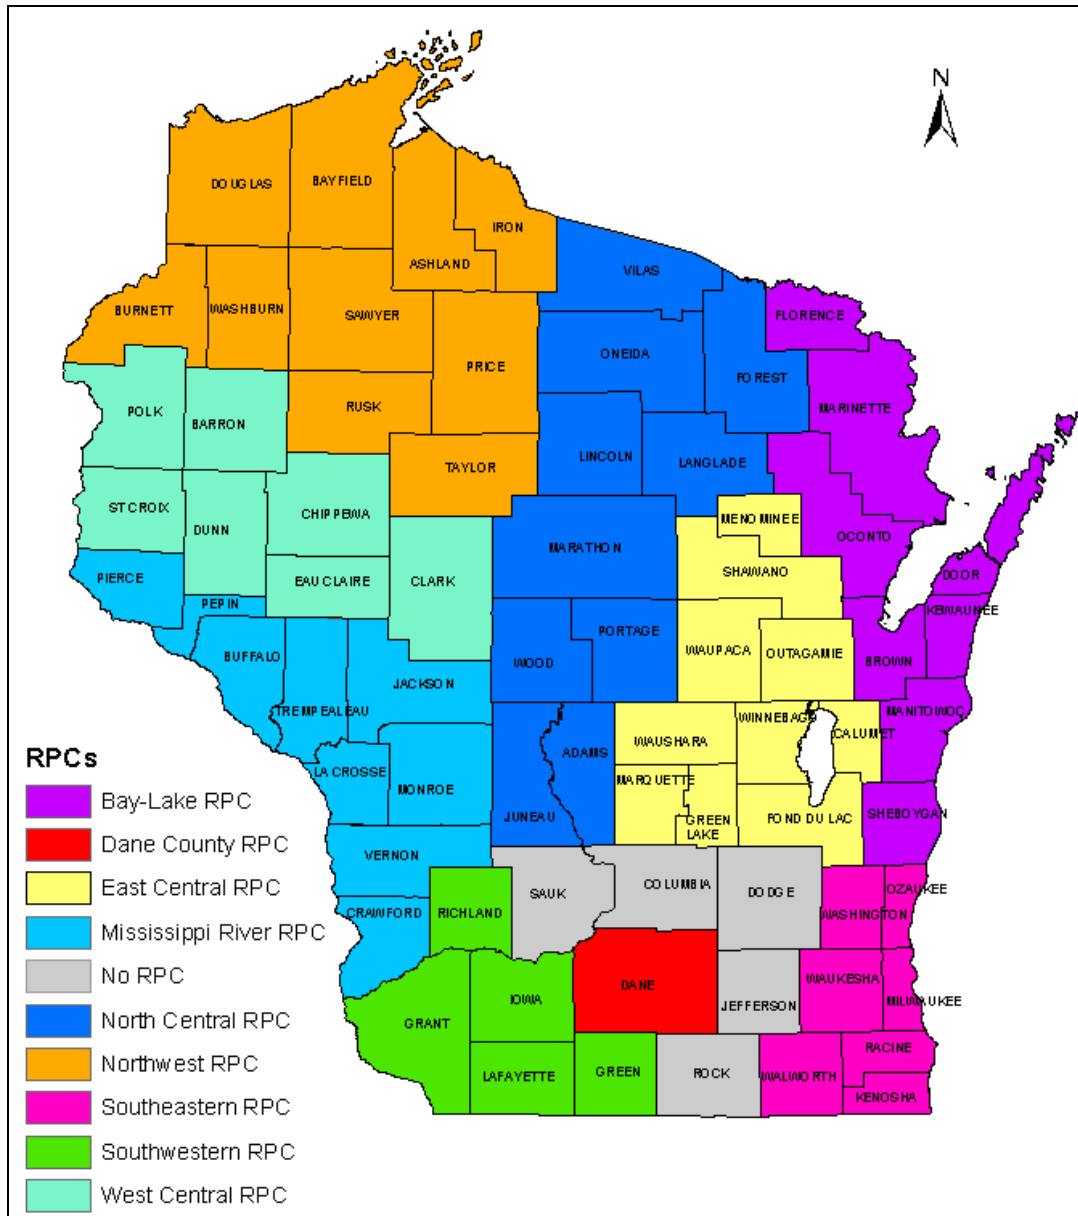 N
DOUGLAS
BAYFIELD
IRON
ASHLAND
VILAS
BURNETT
WASHBURN
SAWYER
FLORENCE
ONEIDA
PRICE
FOREST
POLK
RUSK
MARINETTE
BARRON
LINCOLN
LANGLADE
TAYLOR
ST CROIX
CHIPPEWA
MENOMINEE
DUNN
OCONTO
MARATHON
SHAWANO
PIERCE
EAU CLAIRE
CLARK
DOOR
PEPIN
KEWAUNEE
PORTAGE
WAUPACA
OUTAGAMIE
BUFFALO
WOOD
BROWN
JACKSON
TREMPEALEAU
WINNEBAGO
MANITOWOC
CALUMET
WAUSHARA
ADAMS
LA CROSSE
MARQUETTE
MONROE
JUNEAU
GREEN
LAKE
FOND DU LAC
SHEBOYGAN
VERNON
COLUMBIA
DODGE
OZAUKEE
SAUK
RICHLAND
CRAWFORD
WASHINGTON
WAUKESHA
DANE
IOWA
JEFFERSON
MILWAUKEE
GRANT
RACINE
LAFAYETTE
GREEN
ROCK
WALWORTH
KENOSHA
RPCs
Bay-Lake RPC
Dane County RPC
East Central RPC
Mississippi River RPC
No RPC
North Central RPC
Northwest RPC
Southeastern RPC
Southwestern RPC
West Central RPC